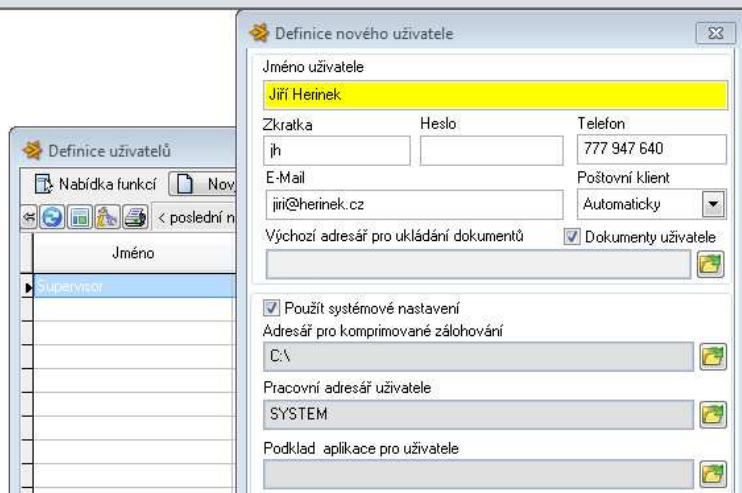 Definice nového uživatele
Jméno uživatele
Jiří Herinek
Zkratka Heslo Telefon
jh 777 947 640
E-Mail Poštovní klient
jiri@herinek.cz Automaticky
Výchozí adresář pro ukládání dokumentů Dokumenty uživatele
Použít systémové nastavení
Adresář pro komprimované zálohování
C:\
Pracovní adresář uživatele
SYSTEM
Podklad aplikace pro uživatele
Definice uživatelů
Nabídka funkcí
< poslední
Jméno
Supervisor